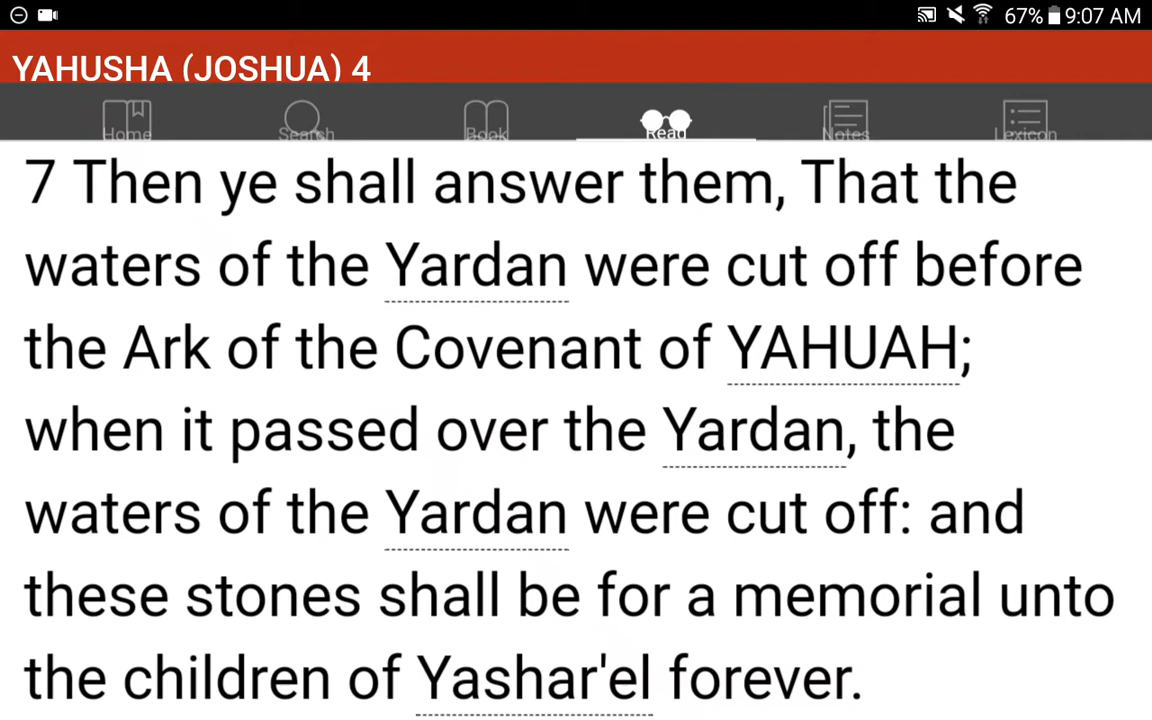 67% 9:07 AM
YAHUSHA (JOSHUA) 4
Home Search Book Read Notes Lexicon
7 Then ye shall answer them, That the
waters of the Yardan were cut off before
the Ark of the Covenant of YAHUAH;
when it passed over the Yardan, the
waters of the Yardan were cut off: and
these stones shall be for a memorial unto
the children of Yashar'el forever.